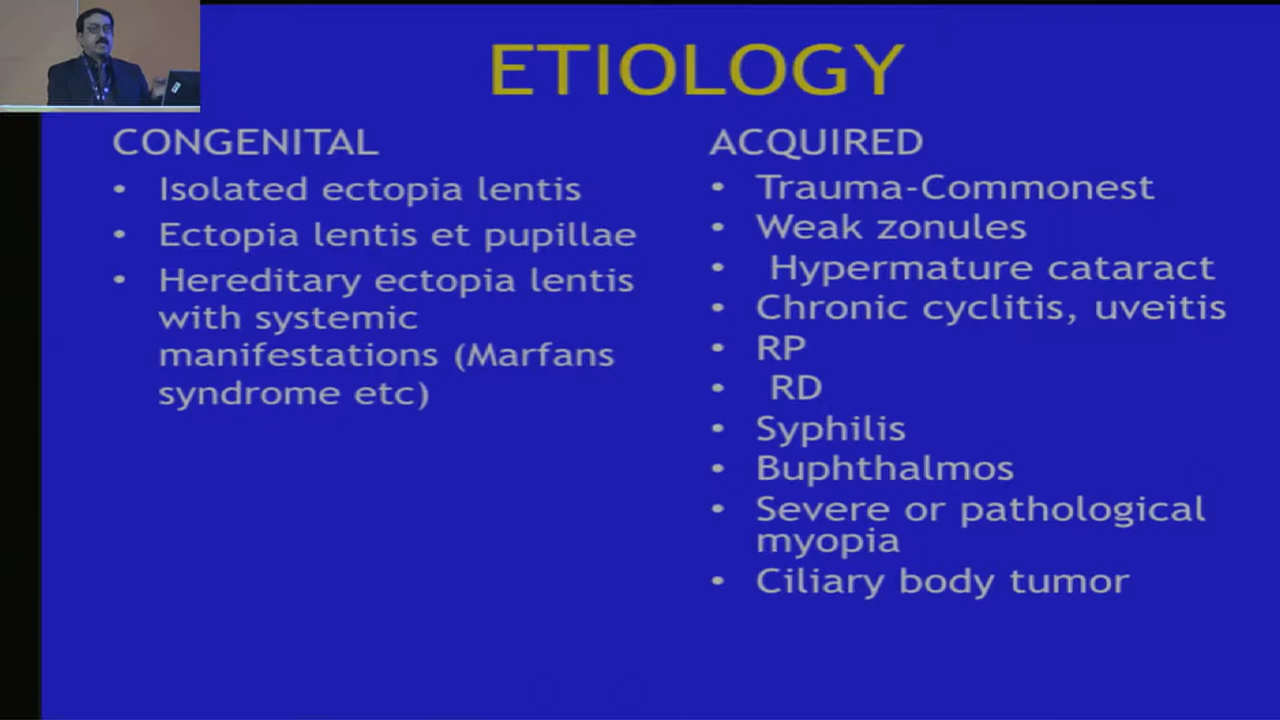 ETIOLOGY
CONGENITAL
• Isolated ectopia lentis
• Ectopia lentis et pupillae
• Hereditary ectopia lentis
with systemic
manifestations (Marfans
syndrome etc)
ACQUIRED
• Trauma-Commonest
• Weak zonules
• Hypermature cataract
• Chronic cyclitis, uveitis
• RP
• RD
• Syphilis
• Buphthalmos
• Severe or pathological
myopia
• Ciliary body tumor